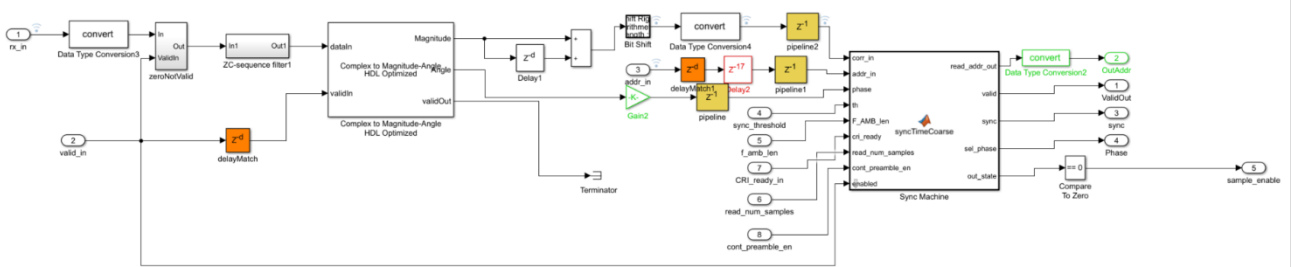 1
rx_in
convert
Data Type Conversion3
In
ValidIn
Out
zeroNotValid
In1
Out1
ZC-sequence filter1
dataIn
validIn
Complex to Magnitude-Angle
HDL Optimized
Magnitude
Angle
validOut
Complex to Magnitude-Angle
HDL Optimized
2
valid_in
z-d
delayMatch
z-d
Delay1
+
+
Bit Shift
convert
Data Type Conversion4
z-1
pipeline2
3
addr_in
z-d
delayMatch1
z-17
Delay2
z-1
pipeline1
K-
Gain2
z-1
pipeline
Terminator
4
sync_threshold
5
f_amb_len
7
CRI_ready_in
6
read_num_samples
8
cont_preamble_en
corr_in
addr_in
phase
th
F_AMB_len
cri_ready
read_num_samples
cont_preamble_en
enabled
syncTimeCoarse
read_addr_out
valid
sync
sel_phase
out_state
Sync Machine
convert
Data Type Conversion2
2
OutAddr
1
ValidOut
3
sync
4
Phase
== 0
Compare
To Zero
5
sample_enable